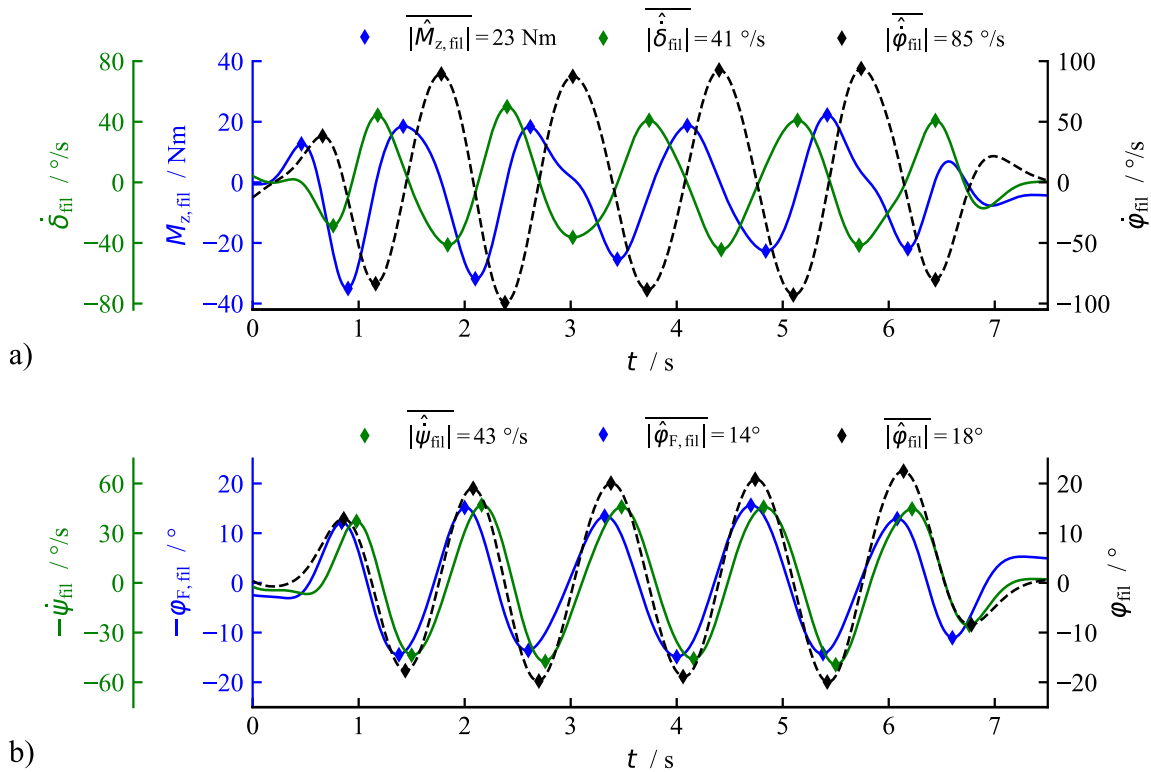 |M̂z, fil| = 23 Nm |δ̇̂fil| = 41 °/s |φ̇̂fil| = 85 °/s
80 40 100
40 20 50
0 0 0
−40 −20 −50
−80 −40 −100
δ̇fil / °/s
Mz, fil / Nm
φ̇fil / °/s
0 1 2 3 4 5 6 7
t / s
a)
|ψ̇̂fil| = 43 °/s |φ̂F, fil| = 14° |φ̂fil| = 18°
60 20 20
30 10 10
0 0 0
−30 −10 −10
−60 −20 −20
−ψ̇fil / °/s
−φF, fil / °
φfil / °
0 1 2 3 4 5 6 7
t / s
b)